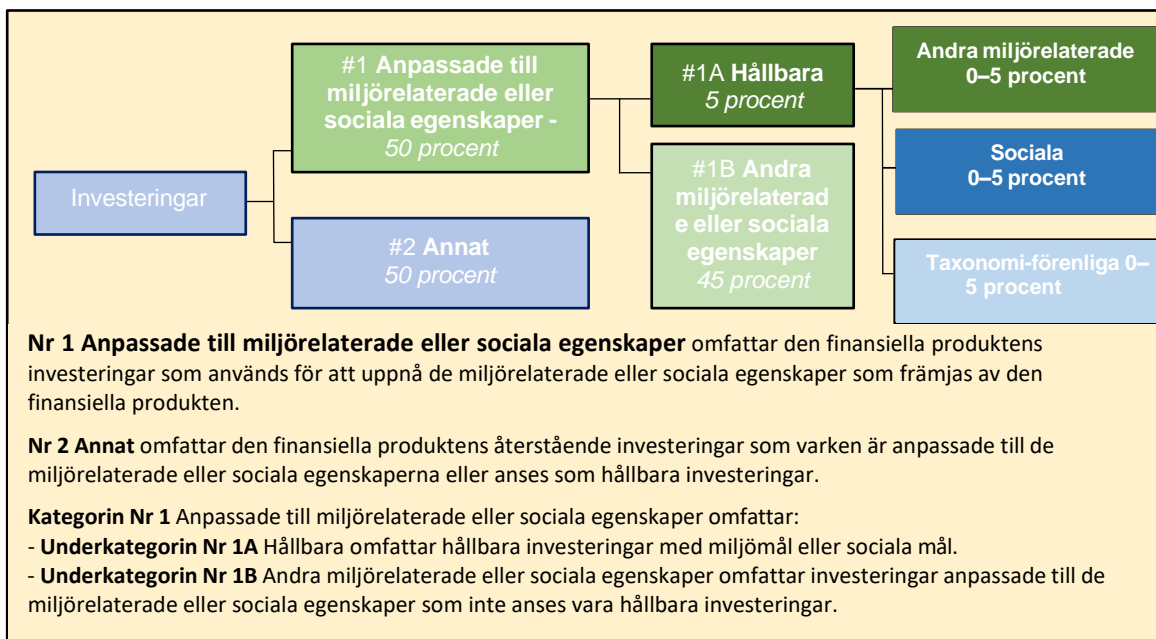 Investeringar
#1 Anpassade till
miljörelaterade eller
sociala egenskaper -
50 procent
#2 Annat
50 procent
#1A Hållbara
5 procent
#1B Andra
miljörelaterad
e eller sociala
egenskaper
45 procent
Andra miljörelaterade
0–5 procent
Sociala
0–5 procent
Taxonomi-förenliga 0–
5 procent
Nr 1 Anpassade till miljörelaterade eller sociala egenskaper omfattar den finansiella produktens
investeringar som används för att uppnå de miljörelaterade eller sociala egenskaper som främjas av den
finansiella produkten.
Nr 2 Annat omfattar den finansiella produktens återstående investeringar som varken är anpassade till de
miljörelaterade eller sociala egenskaperna eller anses som hållbara investeringar.
Kategorin Nr 1 Anpassade till miljörelaterade eller sociala egenskaper omfattar:
- Underkategorin Nr 1A Hållbara omfattar hållbara investeringar med miljömål eller sociala mål.
- Underkategorin Nr 1B Andra miljörelaterade eller sociala egenskaper omfattar investeringar anpassade till de
miljörelaterade eller sociala egenskaper som inte anses vara hållbara investeringar.